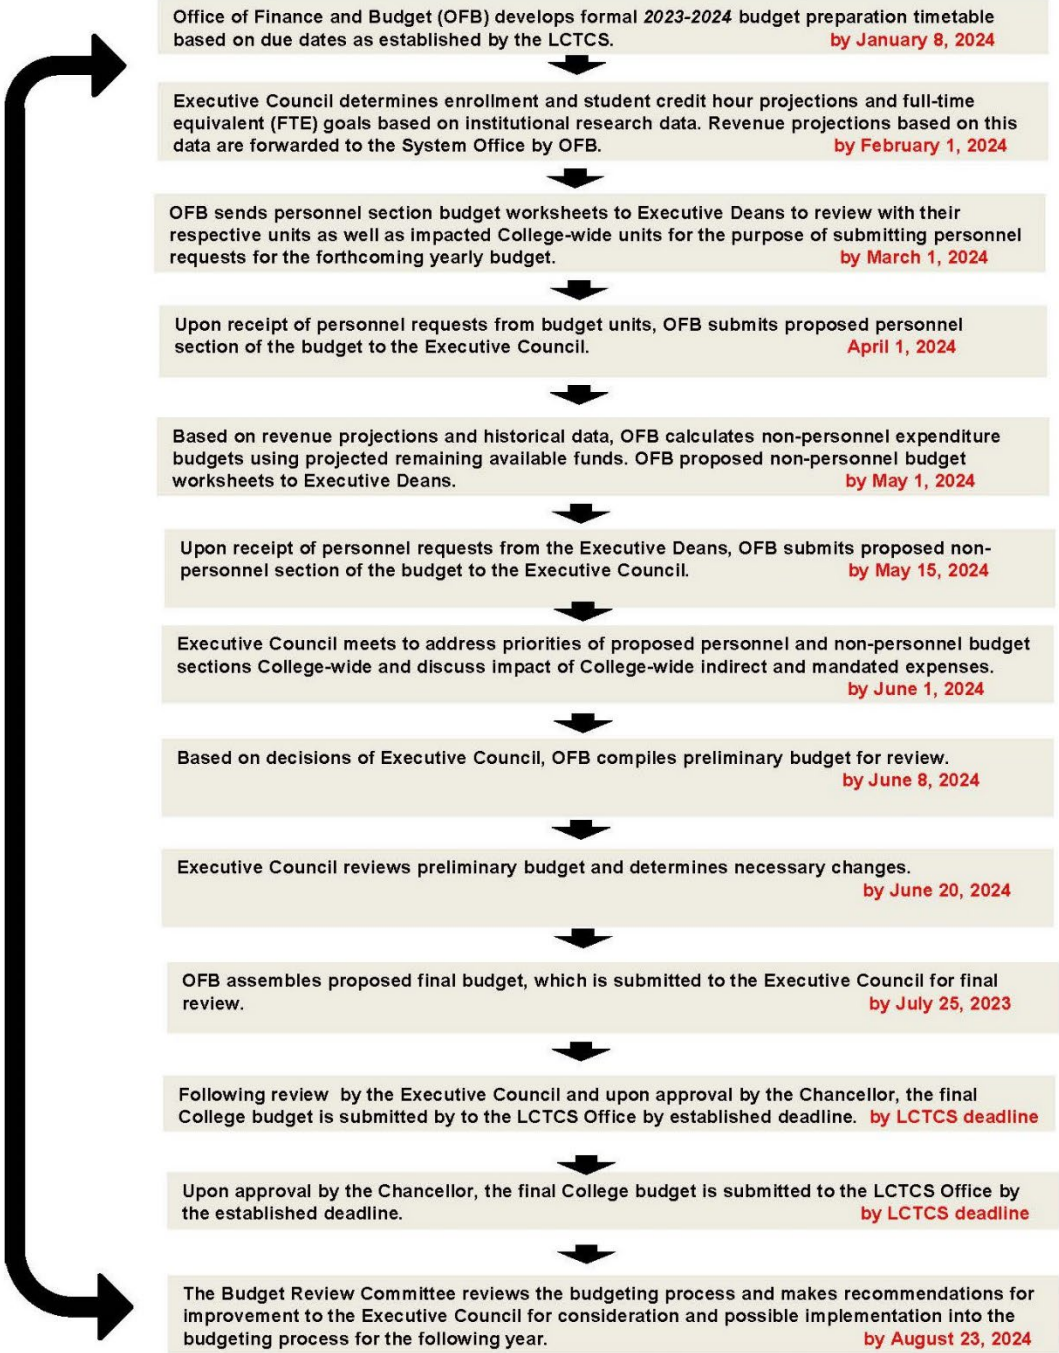 Office of Finance and Budget (OFB) develops formal 2023-2024 budget preparation timetable
based on due dates as established by the LCTCS. by January 8, 2024
Executive Council determines enrollment and student credit hour projections and full-time
equivalent (FTE) goals based on institutional research data. Revenue projections based on this
data are forwarded to the System Office by OFB. by February 1, 2024
OFB sends personnel section budget worksheets to Executive Deans to review with their
respective units as well as impacted College-wide units for the purpose of submitting personnel
requests for the forthcoming yearly budget. by March 1, 2024
Upon receipt of personnel requests from budget units, OFB submits proposed personnel
section of the budget to the Executive Council. April 1, 2024
Based on revenue projections and historical data, OFB calculates non-personnel expenditure
budgets using projected remaining available funds. OFB proposed non-personnel budget
worksheets to Executive Deans. by May 1, 2024
Upon receipt of personnel requests from the Executive Deans, OFB submits proposed non-
personnel section of the budget to the Executive Council. by May 15, 2024
Executive Council meets to address priorities of proposed personnel and non-personnel budget
sections College-wide and discuss impact of College-wide indirect and mandated expenses.
by June 1, 2024
Based on decisions of Executive Council, OFB compiles preliminary budget for review.
by June 8, 2024
Executive Council reviews preliminary budget and determines necessary changes.
by June 20, 2024
OFB assembles proposed final budget, which is submitted to the Executive Council for final
review. by July 25, 2023
Following review by the Executive Council and upon approval by the Chancellor, the final
College budget is submitted by to the LCTCS Office by established deadline. by LCTCS deadline
Upon approval by the Chancellor, the final College budget is submitted to the LCTCS Office by
the established deadline. by LCTCS deadline
The Budget Review Committee reviews the budgeting process and makes recommendations for
improvement to the Executive Council for consideration and possible implementation into the
budgeting process for the following year. by August 23, 2024